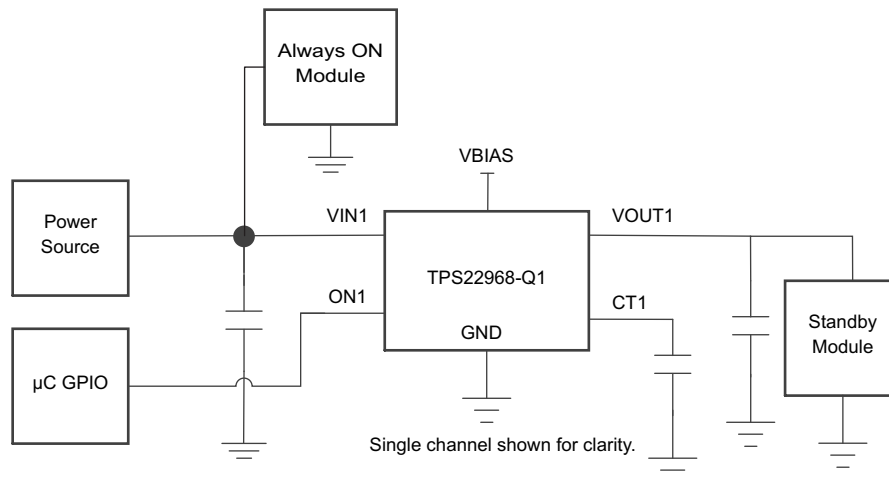 Always ON
Module
VBIAS
Power
Source
VIN1
VOUT1
TPS22968-Q1
ON1
CT1
GND
Standby
Module
µC GPIO
Single channel shown for clarity.